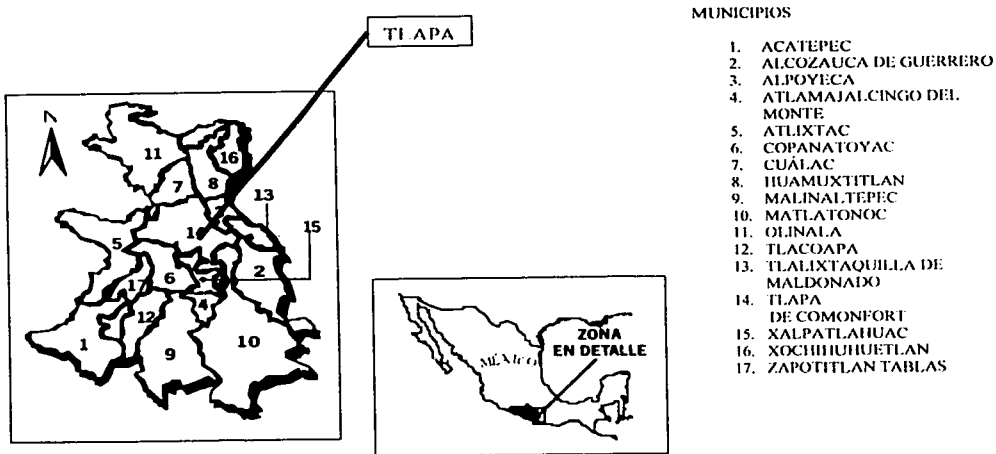 TLAPA
MUNICIPIOS
1. ACATEPEC
2. ALCOZAUCA DE GUERRERO
3. ALPOYECA
4. ATLAMAJALCINGO DEL
MONTE
5. ATLIXTAC
6. COPANATOYAC
7. CUÁLAC
8. HUAMUXTITLAN
9. MALINALTEPEC
10. MATLATONOC
11. OLINALA
12. TLACOAPA
13. TLALIXTAQUILLA DE
MALDONADO
14. TLAPA
DE COMONFORT
15. XALPATLAHUAC
16. XOCHIHUHUETLAN
17. ZAPOTITLAN TABLAS
N
11
16
7
8
13
15
5
6
2
17
4
12
1
9
10
ZONA
EN DETALLE
MÉXICO